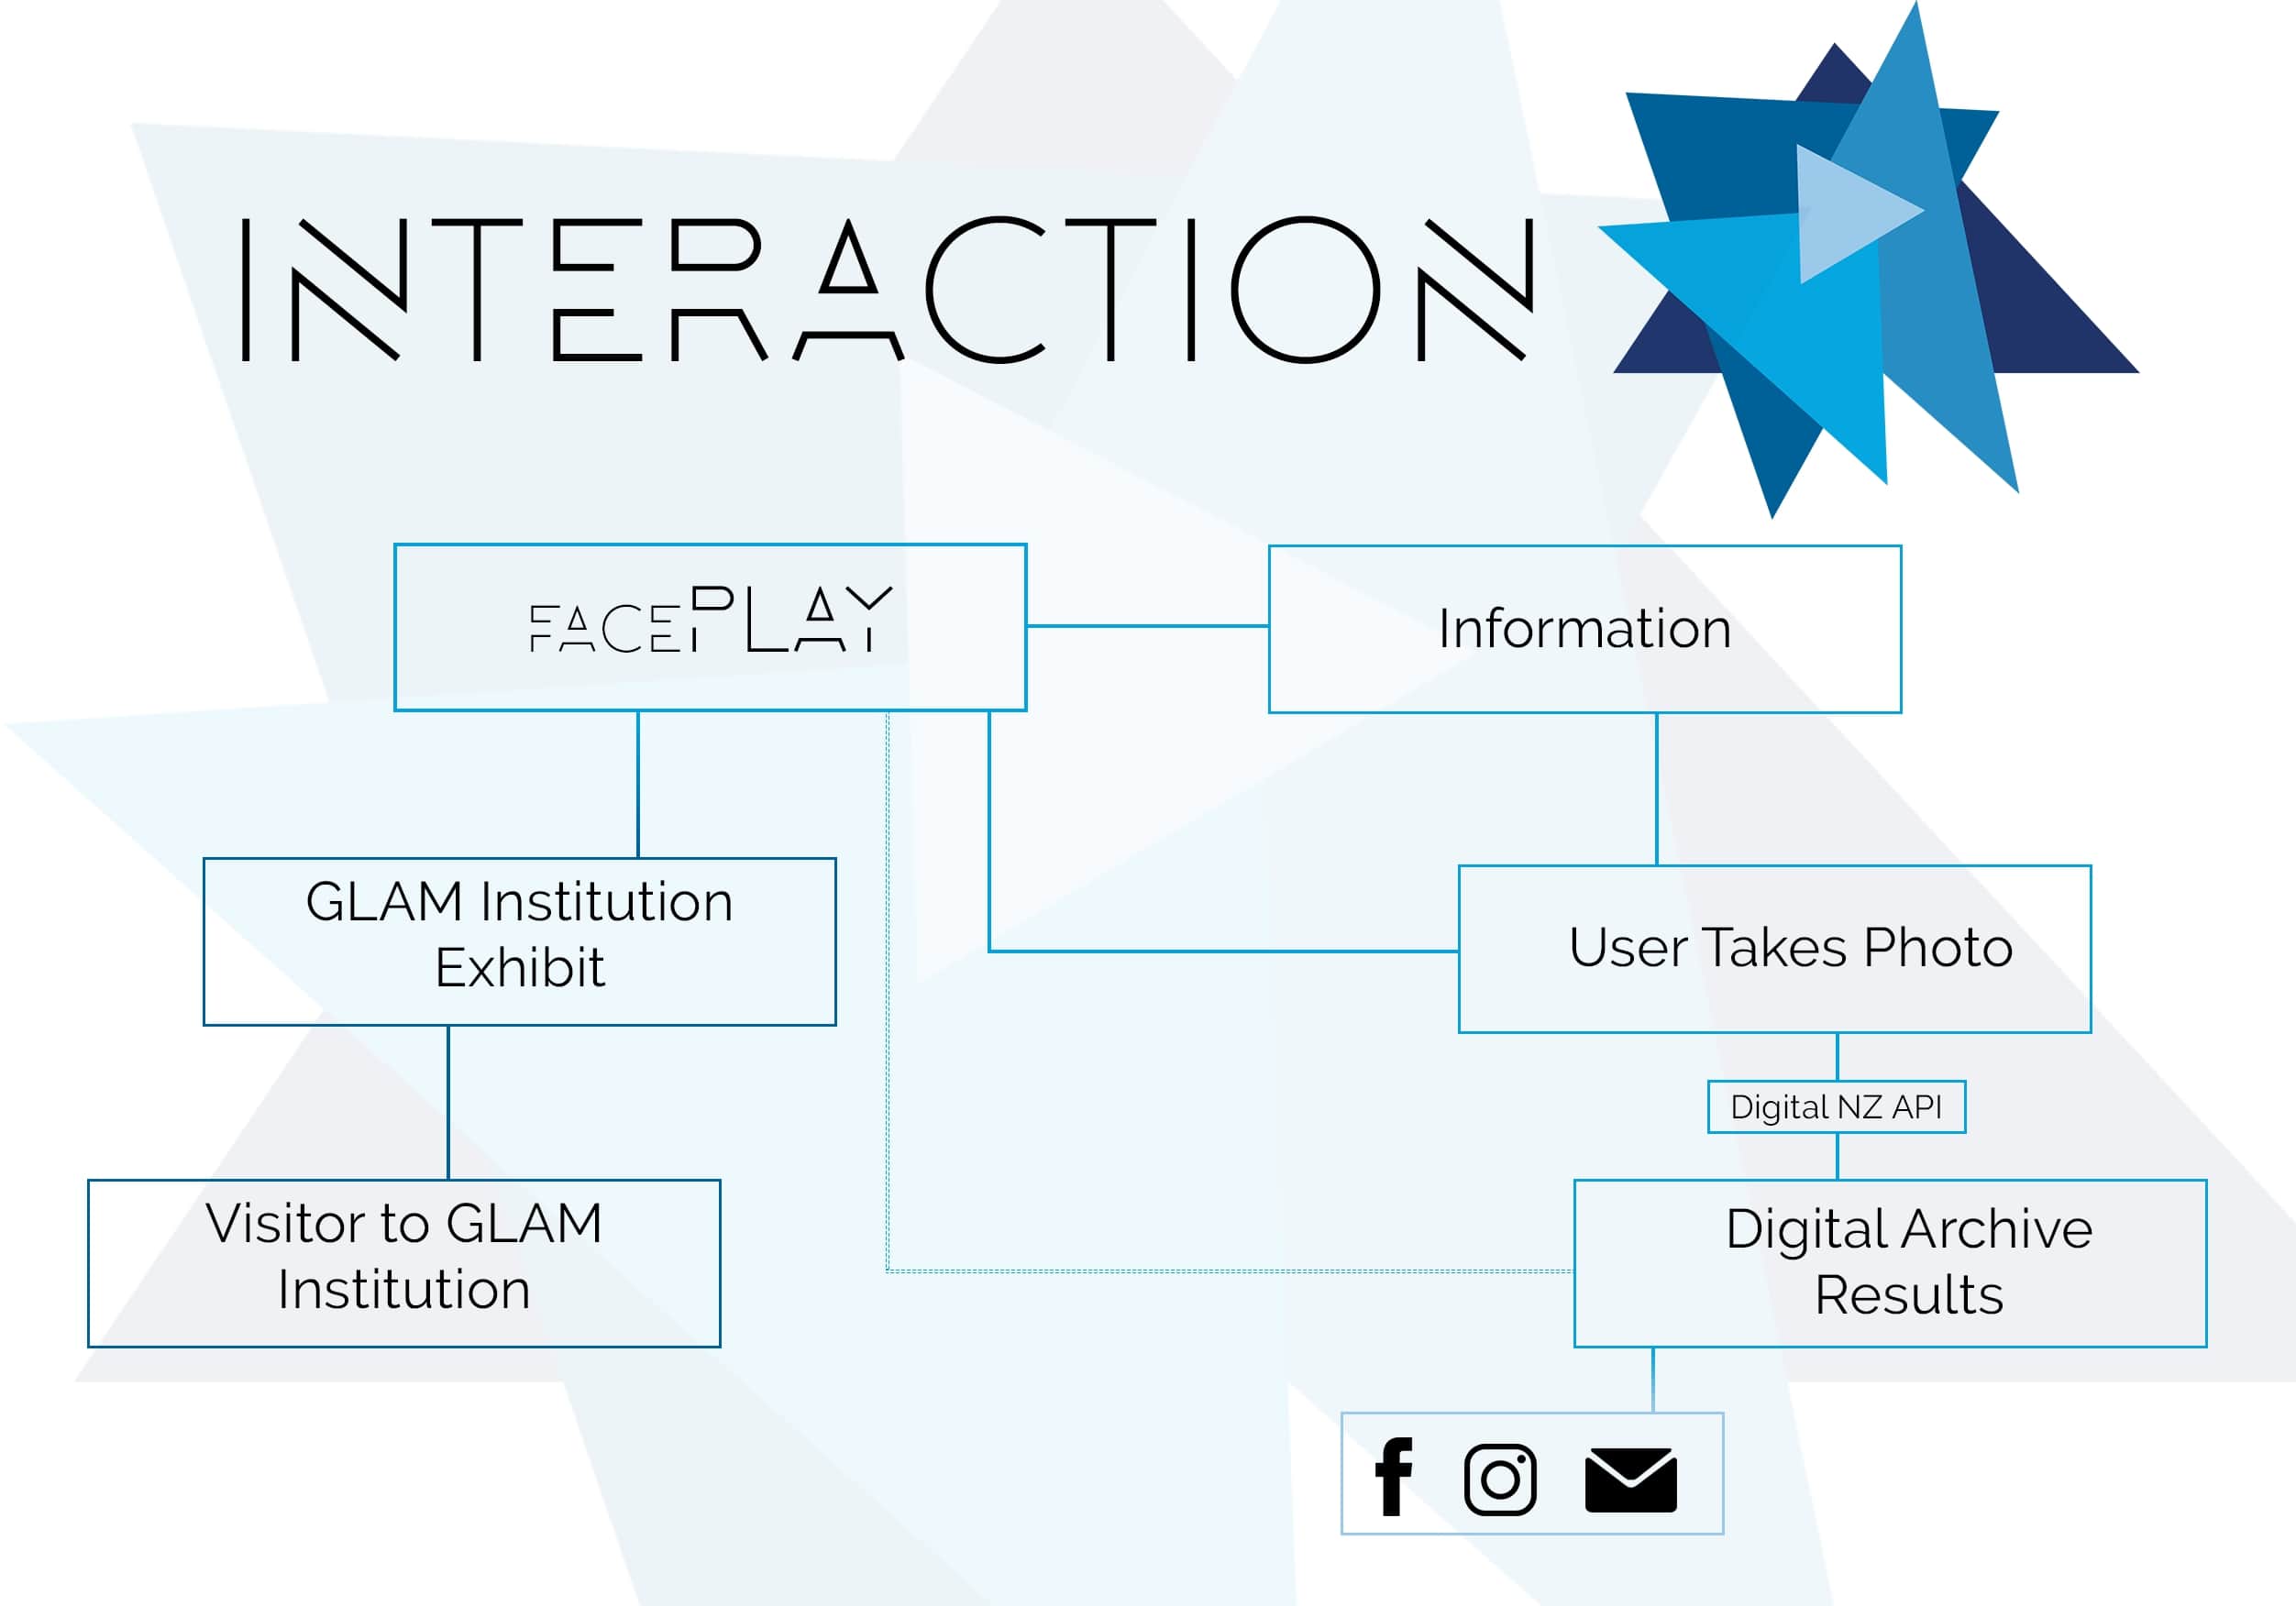 INTERACTION
FACEPLAY
Information
GLAM Institution
Exhibit
User Takes Photo
Digital NZ API
Visitor to GLAM
Institution
Digital Archive
Results